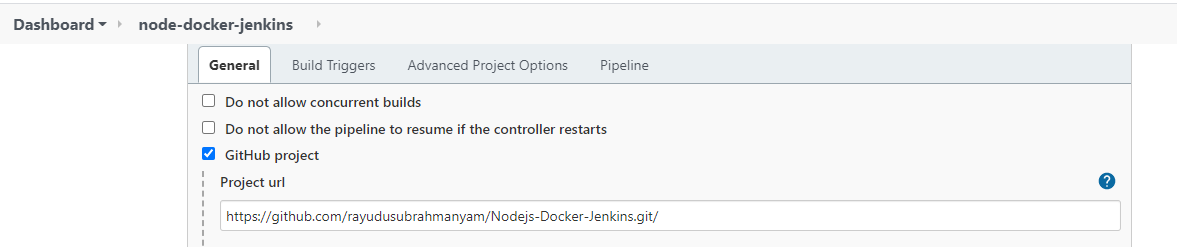 Dashboard node-docker-jenkins
General Build Triggers Advanced Project Options Pipeline
Do not allow concurrent builds
Do not allow the pipeline to resume if the controller restarts
GitHub project
Project url ?
https://github.com/rayudusubrahmanyam/Nodejs-Docker-Jenkins.git/